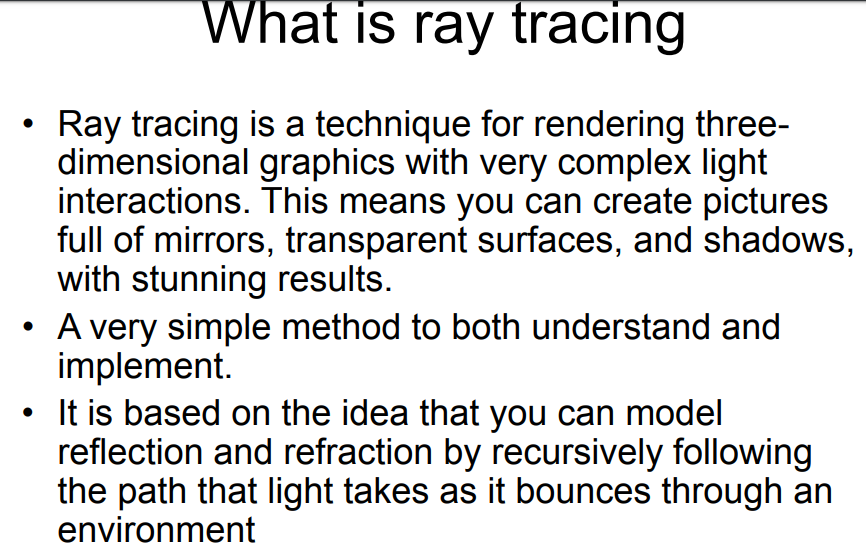 What is ray tracing
• Ray tracing is a technique for rendering three-
dimensional graphics with very complex light
interactions. This means you can create pictures
full of mirrors, transparent surfaces, and shadows,
with stunning results.
• A very simple method to both understand and
implement.
• It is based on the idea that you can model
reflection and refraction by recursively following
the path that light takes as it bounces through an
environment